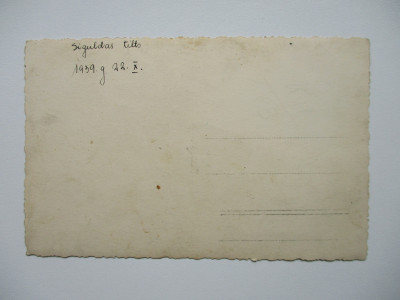 Siguldas tilts
1939. g 22. X.